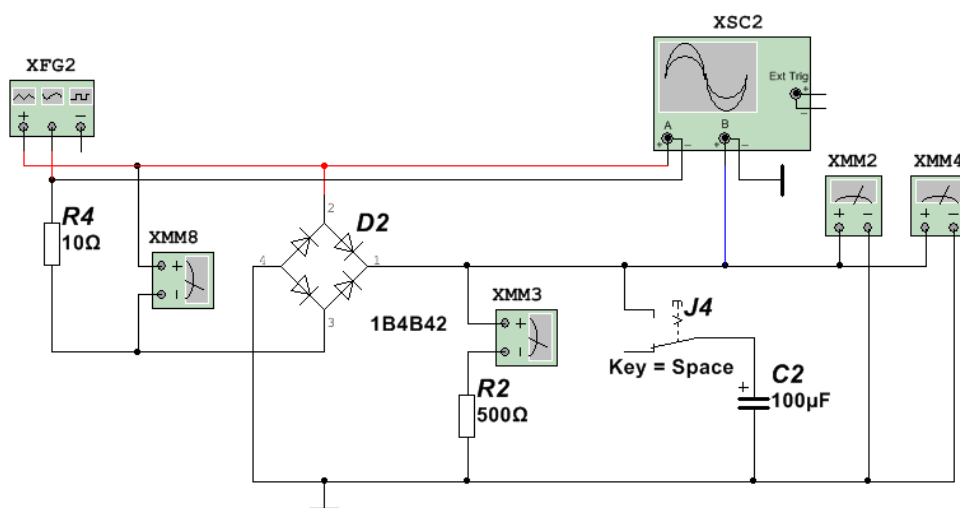 XSC2
XFG2
Ext Trig
+
−
+
−
A
B
+
−
+
−
XMM2
XMM4
+
−
+
−
R4
10Ω
XMM8
+
−
2
D2
4
1
3
1B4B42
XMM3
+
−
J4
Key = Space
R2
500Ω
+
C2
100µF